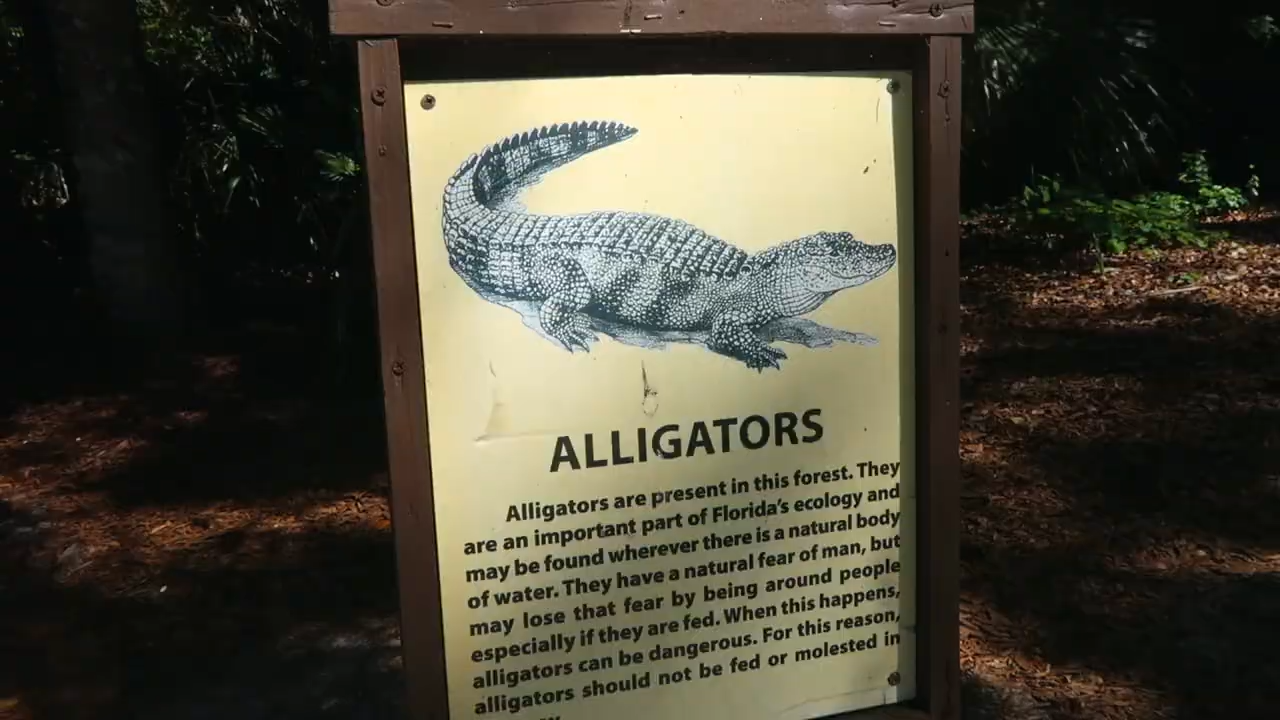 ALLIGATORS
Alligators are present in this forest. They
are an important part of Florida's ecology and
may be found wherever there is a natural body
of water. They have a natural fear of man, but
may lose that fear by being around people
especially if they are fed. When this happens,
alligators can be dangerous. For this reason,
alligators should not be fed or molested in